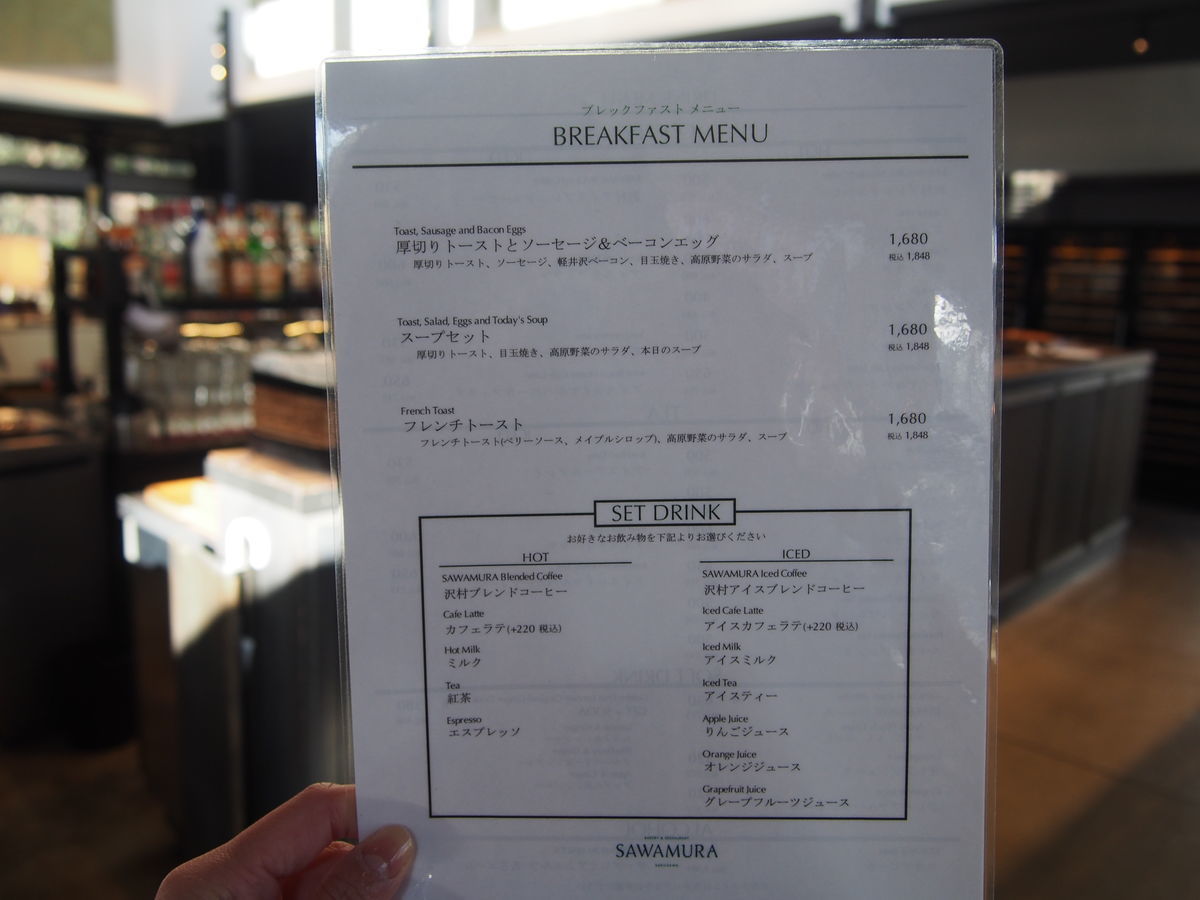 ブレックファスト メニュー
BREAKFAST MENU
Toast, Sausage and Bacon Eggs
厚切りトーストとソーセージ&ベーコンエッグ
1,680
厚切りトースト、ソーセージ、軽井沢ベーコン、目玉焼き、高原野菜のサラダ、スープ
税込 1,848
Toast, Salad, Eggs and Today's Soup
スープセット
1,680
厚切りトースト、目玉焼き、高原野菜のサラダ、本日のスープ
税込 1,848
French Toast
フレンチトースト
1,680
フレンチトースト(ベリーソース、メイプルシロップ)、高原野菜のサラダ、スープ
税込 1,848
SET DRINK
お好きなお飲み物を下記よりお選びください
HOT
SAWAMURA Blended Coffee
沢村ブレンドコーヒー
Cafe Latte
カフェラテ(+220 税込)
Hot Milk
ミルク
Tea
紅茶
Espresso
エスプレッソ
ICED
SAWAMURA Iced Coffee
沢村アイスブレンドコーヒー
Iced Cafe Latte
アイスカフェラテ(+220 税込)
Iced Milk
アイスミルク
Iced Tea
アイスティー
Apple Juice
りんごジュース
Orange Juice
オレンジジュース
Grapefruit Juice
グレープフルーツジュース
BAKERY & RESTAURANT
SAWAMURA